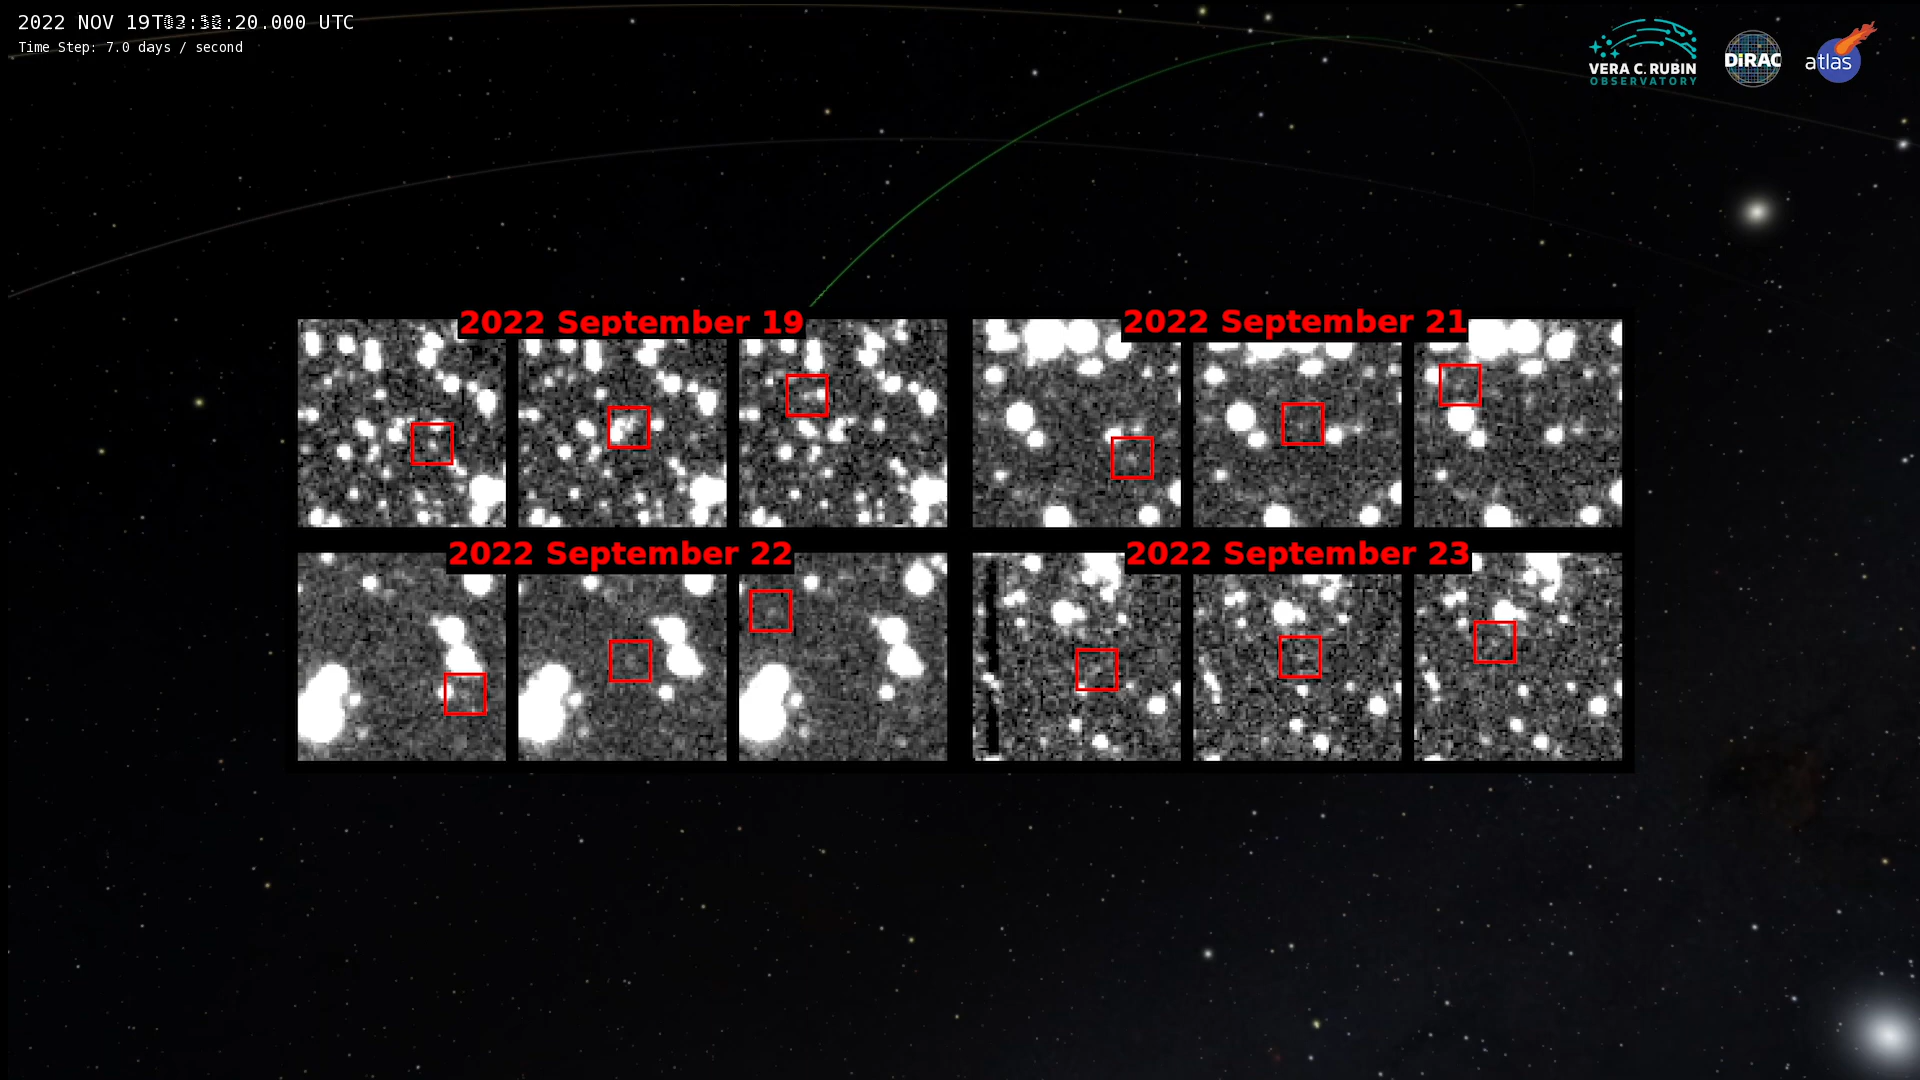 2022 NOV 19T :20.000 UTC
Time Step: 7.0 days / second
VERA C. RUBIN
OBSERVATORY
DiRAC
atlas
2022 September 19
2022 September 21
2022 September 22
2022 September 23